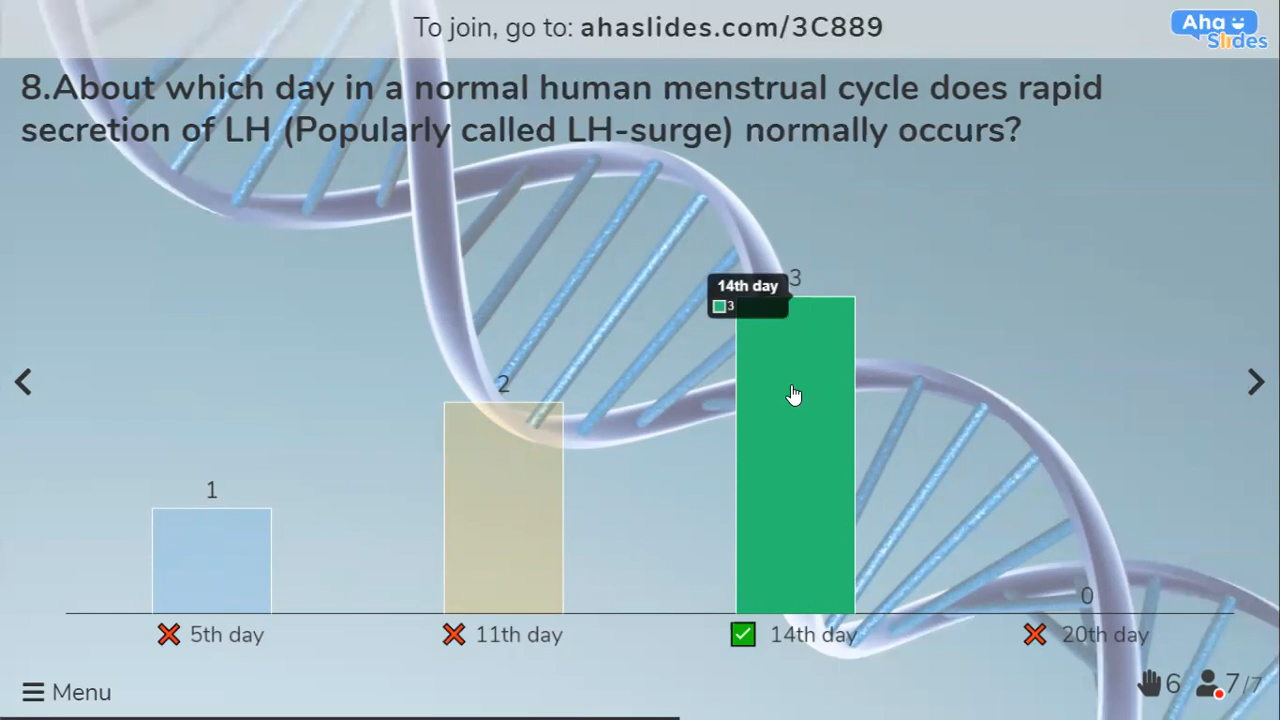 To join, go to: ahaslides.com/3C889
Aha
Slides
8.About which day in a normal human menstrual cycle does rapid
secretion of LH (Popularly called LH-surge) normally occurs?
14th day
3
3
2
1
0
5th day
11th day
14th day
20th day
Menu
6
7/7